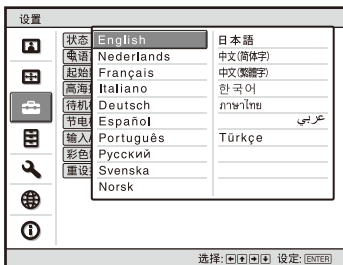 设置
状态
起始
高海
待机
节电
输入
彩色
重设
English
Nederlands
Français
Italiano
Deutsch
Español
Português
Русский
Svenska
Norsk
日本語
中文(简体字)
中文(繁體字)
한국어
ภาษาไทย
عربي
Türkçe
选择: 设定: ENTER